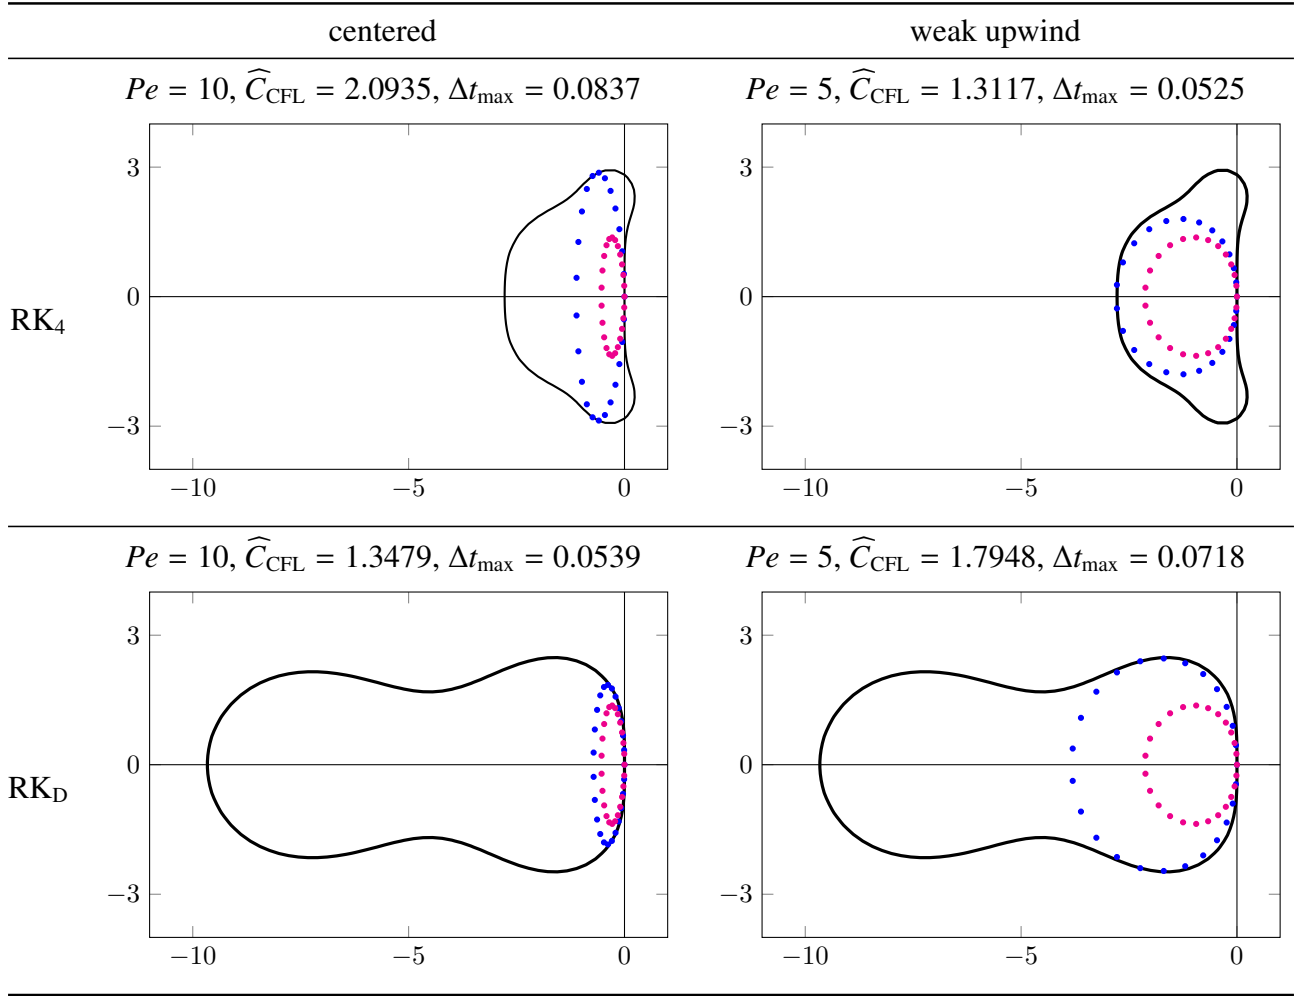 centered weak upwind
Pe = 10, Ĉ_CFL = 2.0935, Δt_max = 0.0837 Pe = 5, Ĉ_CFL = 1.3117, Δt_max = 0.0525
3 3
RK₄ 0 0
−3 −3
−10 −5 0 −10 −5 0
Pe = 10, Ĉ_CFL = 1.3479, Δt_max = 0.0539 Pe = 5, Ĉ_CFL = 1.7948, Δt_max = 0.0718
3 3
RK_D 0 0
−3 −3
−10 −5 0 −10 −5 0